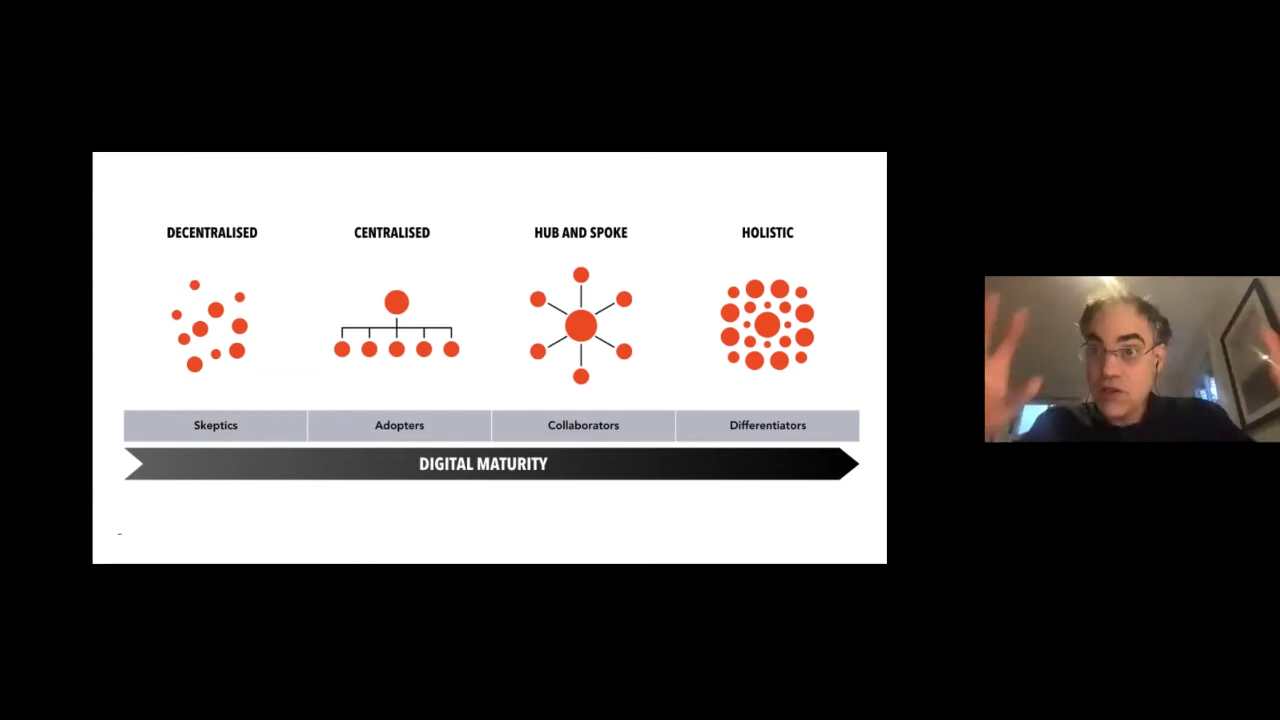 DECENTRALISED
CENTRALISED
HUB AND SPOKE
HOLISTIC
Skeptics
Adopters
Collaborators
Differentiators
DIGITAL MATURITY
-